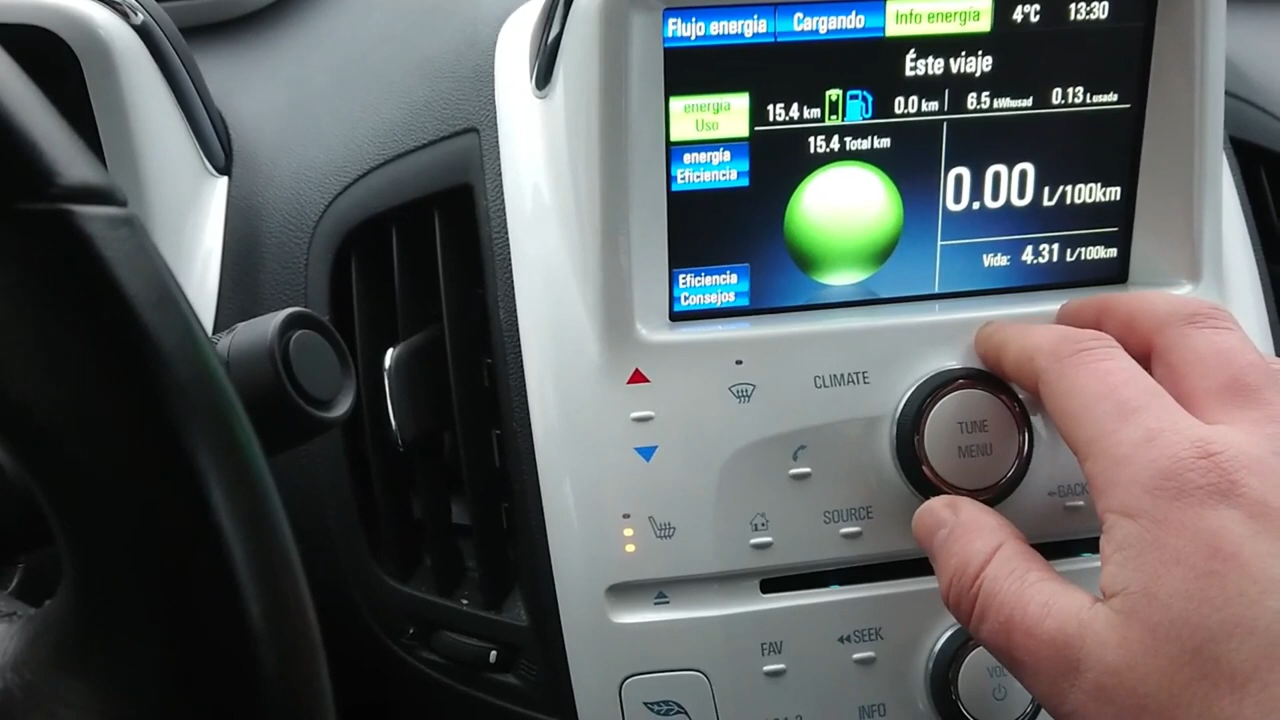 Flujo energia Cargando Info energía 4°C 13:30
Éste viaje
energía
Uso
15.4 km 0.0 km 6.5 kWhusad 0.13 Lusada
15.4 Total km
energía
Eficiencia
0.00 L/100km
Vida: 4.31 L/100km
Eficiencia
Consejos
CLIMATE
TUNE
MENU
BACK
SOURCE
FAV
SEEK
VOL
INFO